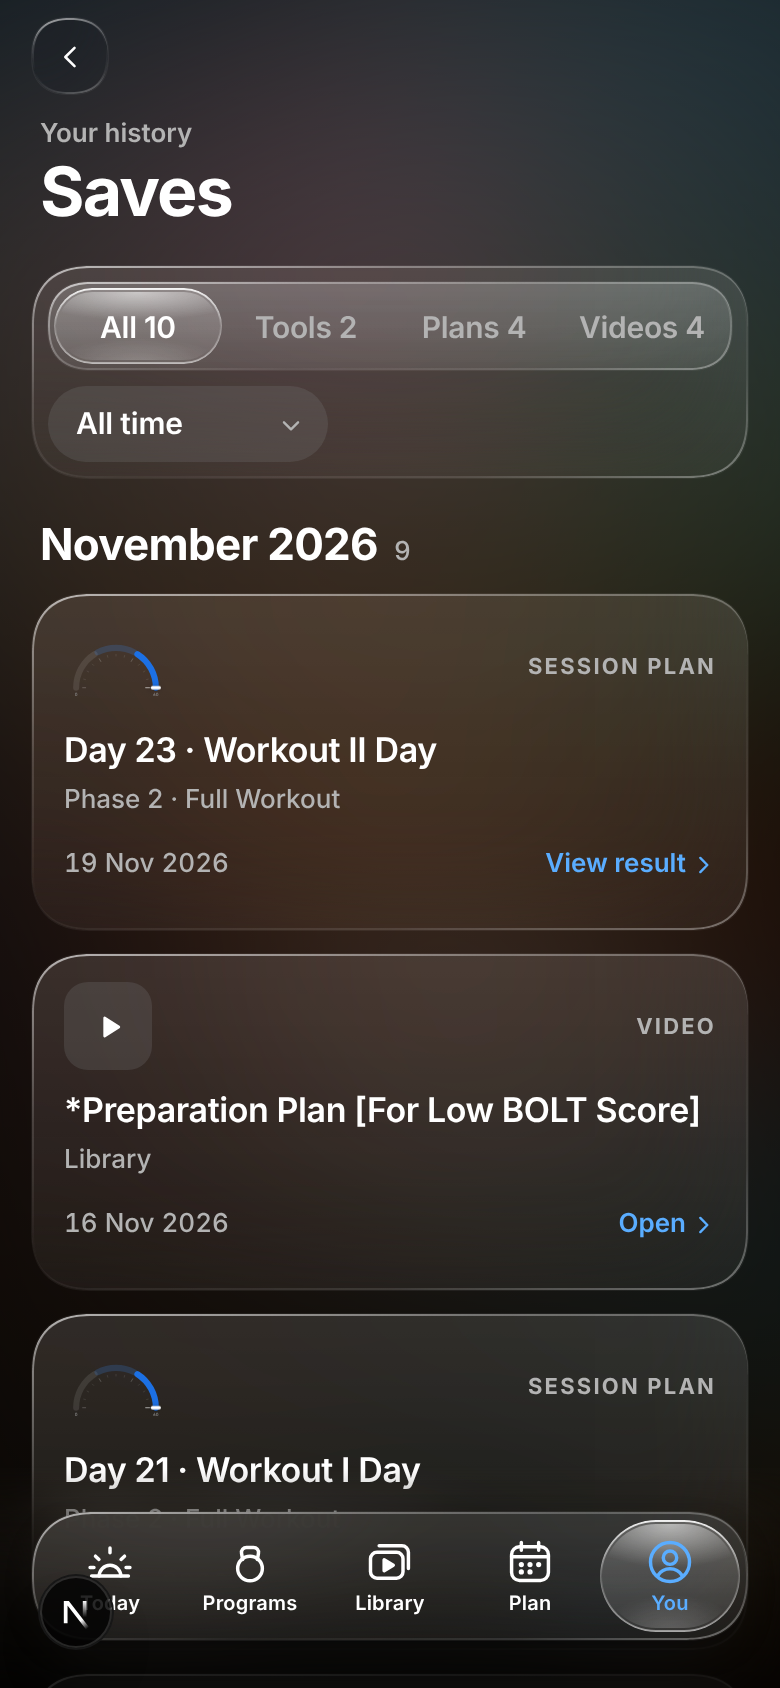 Your history
Saves
All 10
Tools 2
Plans 4
Videos 4
All time
November 2026 9
SESSION PLAN
Day 23 · Workout II Day
Phase 2 · Full Workout
19 Nov 2026
View result
VIDEO
*Preparation Plan [For Low BOLT Score]
Library
16 Nov 2026
Open
SESSION PLAN
Day 21 · Workout I Day
Today
Programs
Library
Plan
You
N